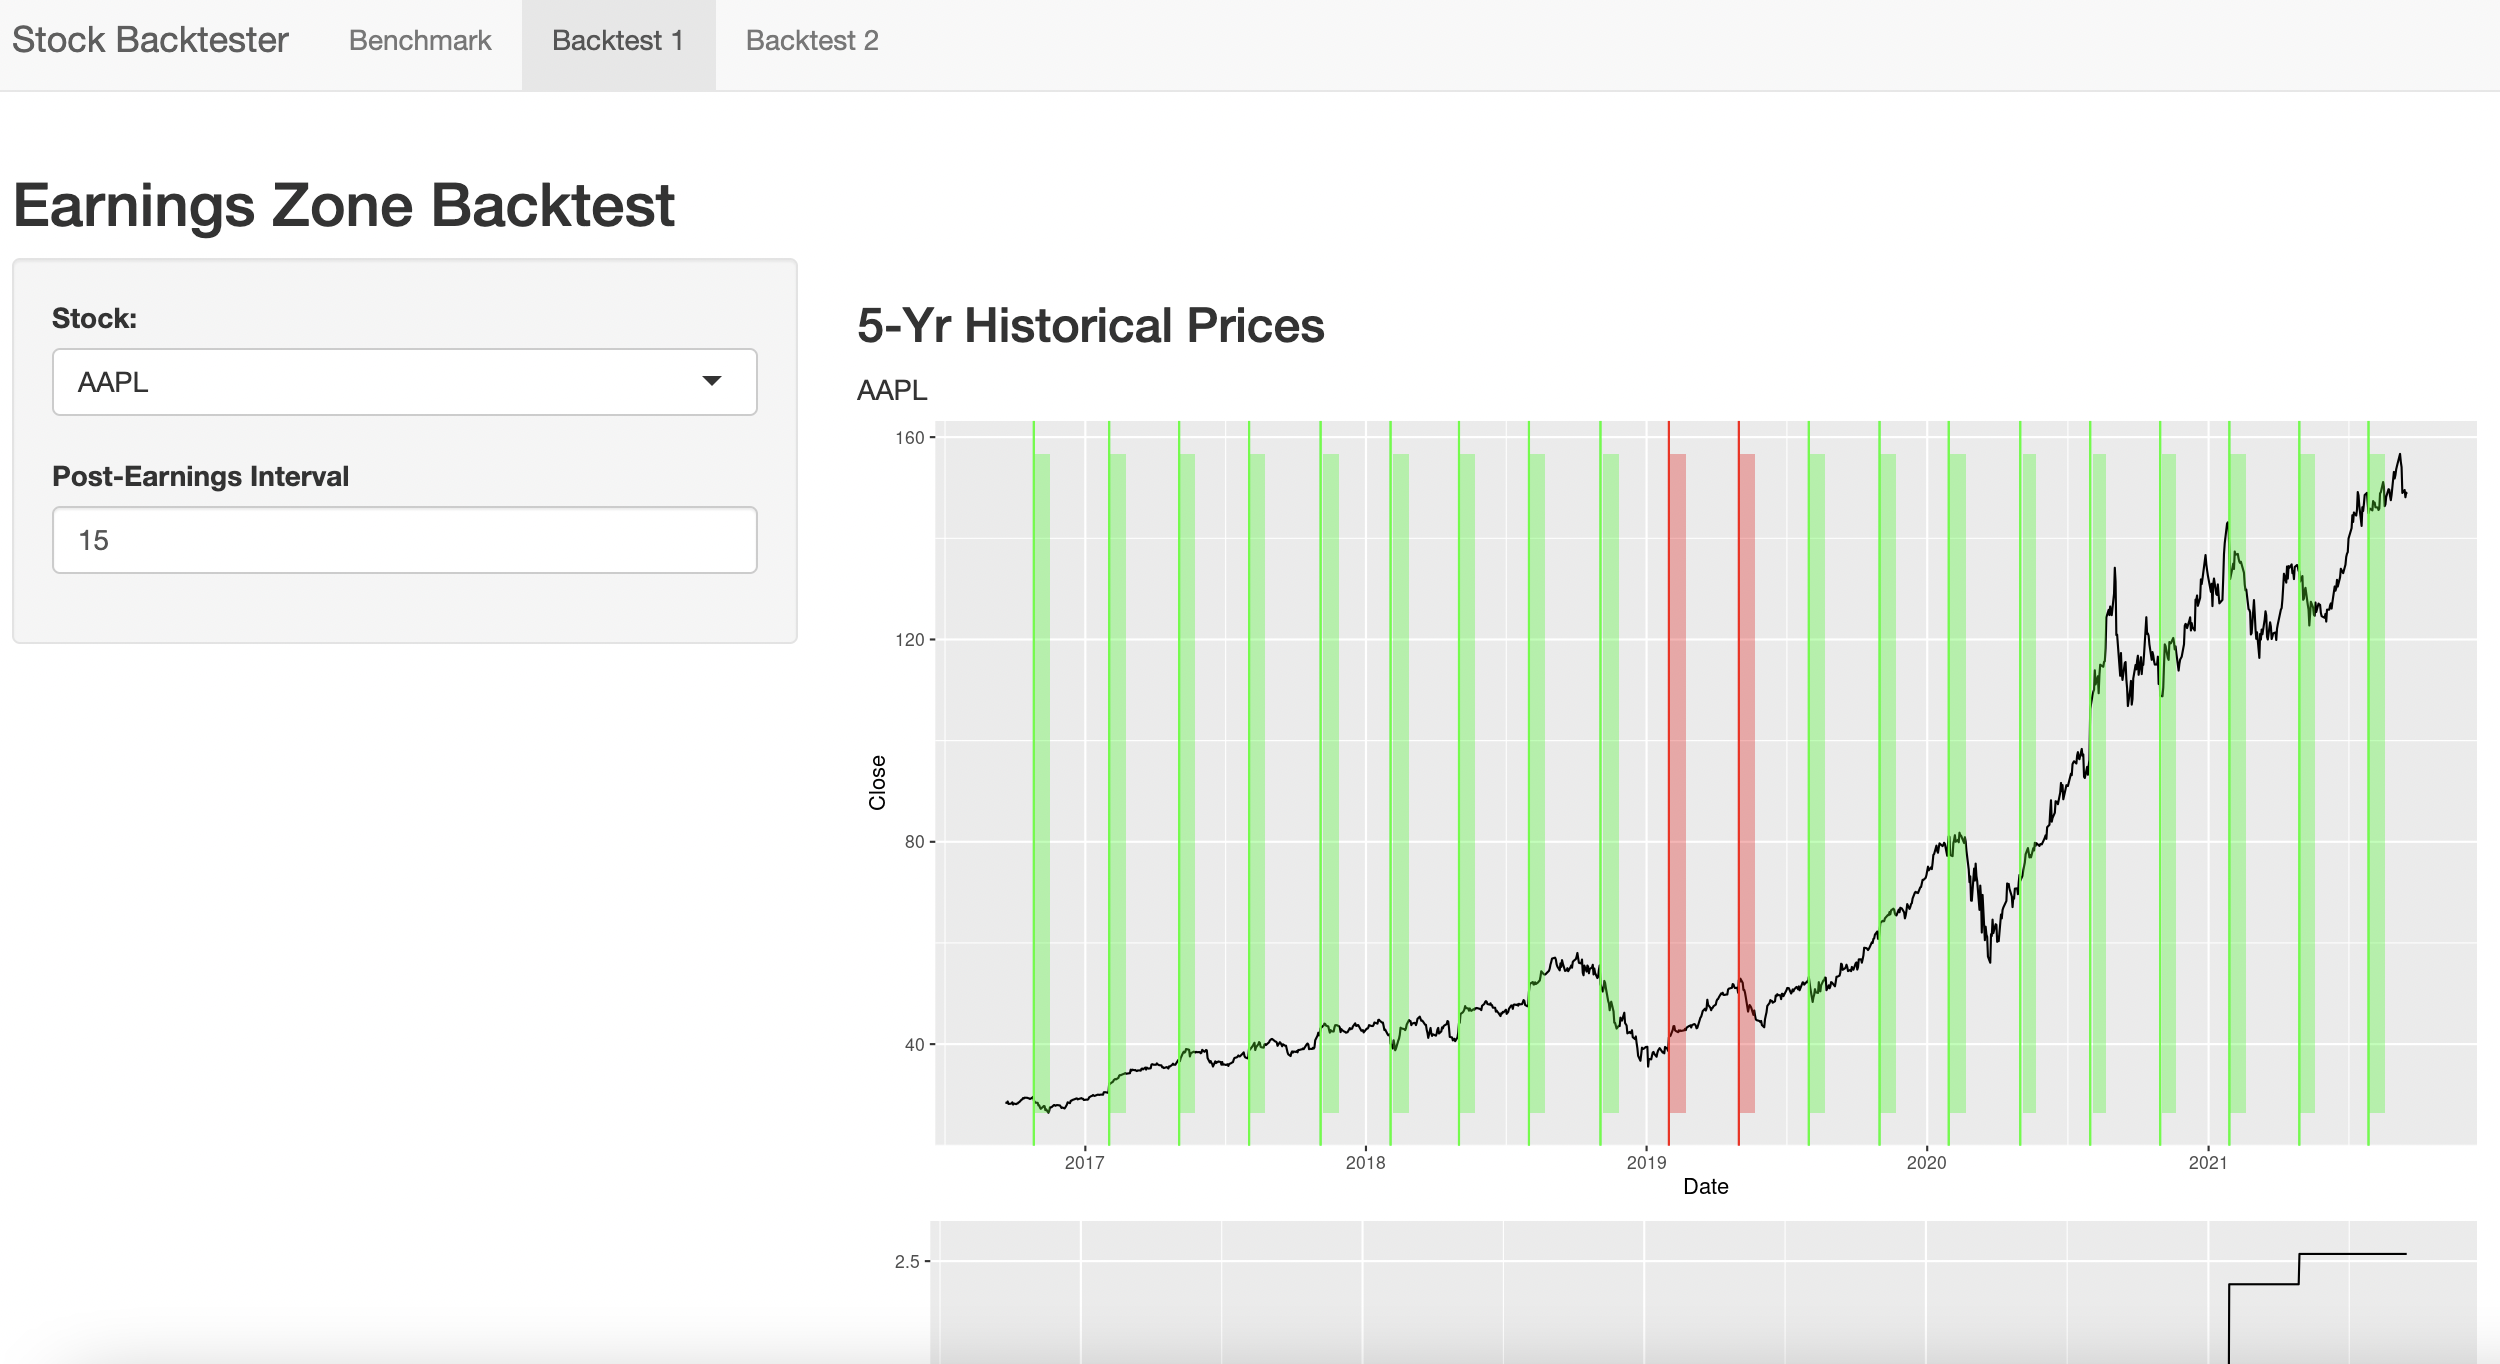 Stock Backtester
Benchmark
Backtest 1
Backtest 2
Earnings Zone Backtest
Stock:
AAPL
Post-Earnings Interval
15
5-Yr Historical Prices
AAPL
160
120
80
40
Close
2017
2018
2019
2020
2021
Date
2.5